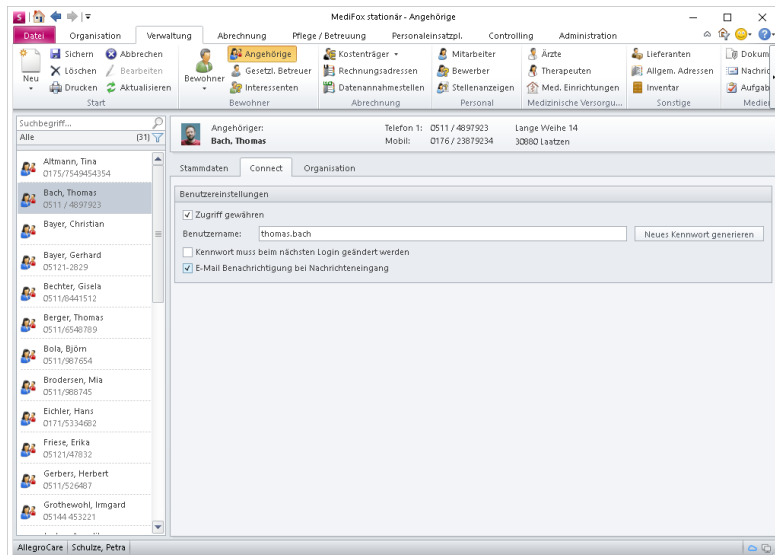 MediFox stationär - Angehörige
Datei Organisation Verwaltung Abrechnung Pflege / Betreuung Personaleinsatzpl. Controlling Administration
Neu
Sichern Abbrechen
Löschen Bearbeiten
Drucken Aktualisieren
Start
Bewohner
Angehörige
Gesetzl. Betreuer
Interessenten
Bewohner
Kostenträger
Rechnungsadressen
Datenannahmestellen
Abrechnung
Mitarbeiter
Bewerber
Stellenanzeigen
Personal
Ärzte
Therapeuten
Med. Einrichtungen
Medizinische Versorgu...
Lieferanten
Allgem. Adressen
Inventar
Sonstige
Dokum
Nachric
Aufgab
Medier
Suchbegriff...
Alle (31)
Altmann, Tina
0175/7549454354
Bach, Thomas
0511 / 4897923
Bayer, Christian
Bayer, Gerhard
05121-2829
Bechter, Gisela
0511/8441512
Berger, Thomas
0511/6548789
Bola, Björn
0511/987654
Brodersen, Mia
0511/988745
Eichler, Hans
0171/5334682
Friese, Erika
05121/47832
Gerbers, Herbert
0511/526487
Grothewohl, Irmgard
05144 453221
Angehöriger: Telefon 1: 0511 / 4897923 Lange Weihe 14
Bach, Thomas Mobil: 0176 / 23879234 30880 Laatzen
Stammdaten Connect Organisation
Benutzereinstellungen
Zugriff gewähren
Benutzername: thomas.bach Neues Kennwort generieren
Kennwort muss beim nächsten Login geändert werden
E-Mail Benachrichtigung bei Nachrichteneingang
AllegroCare Schulze, Petra